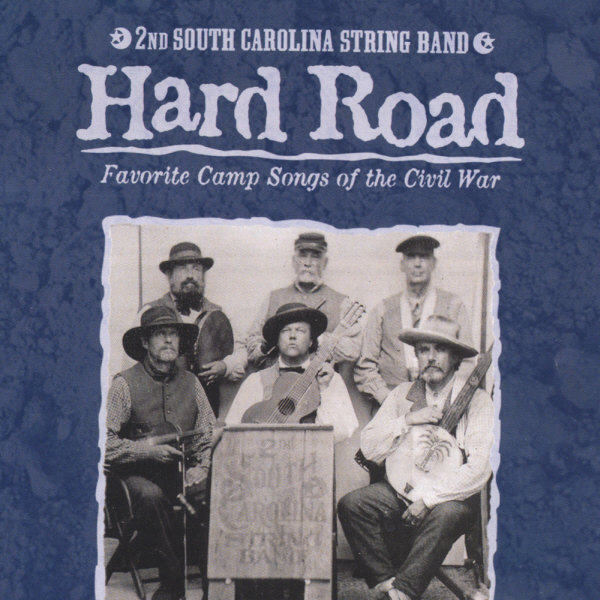 2ND SOUTH CAROLINA STRING BAND
Hard Road
Favorite Camp Songs of the Civil War
2ND
SOUTH
CAROLINA
STRING
BAND